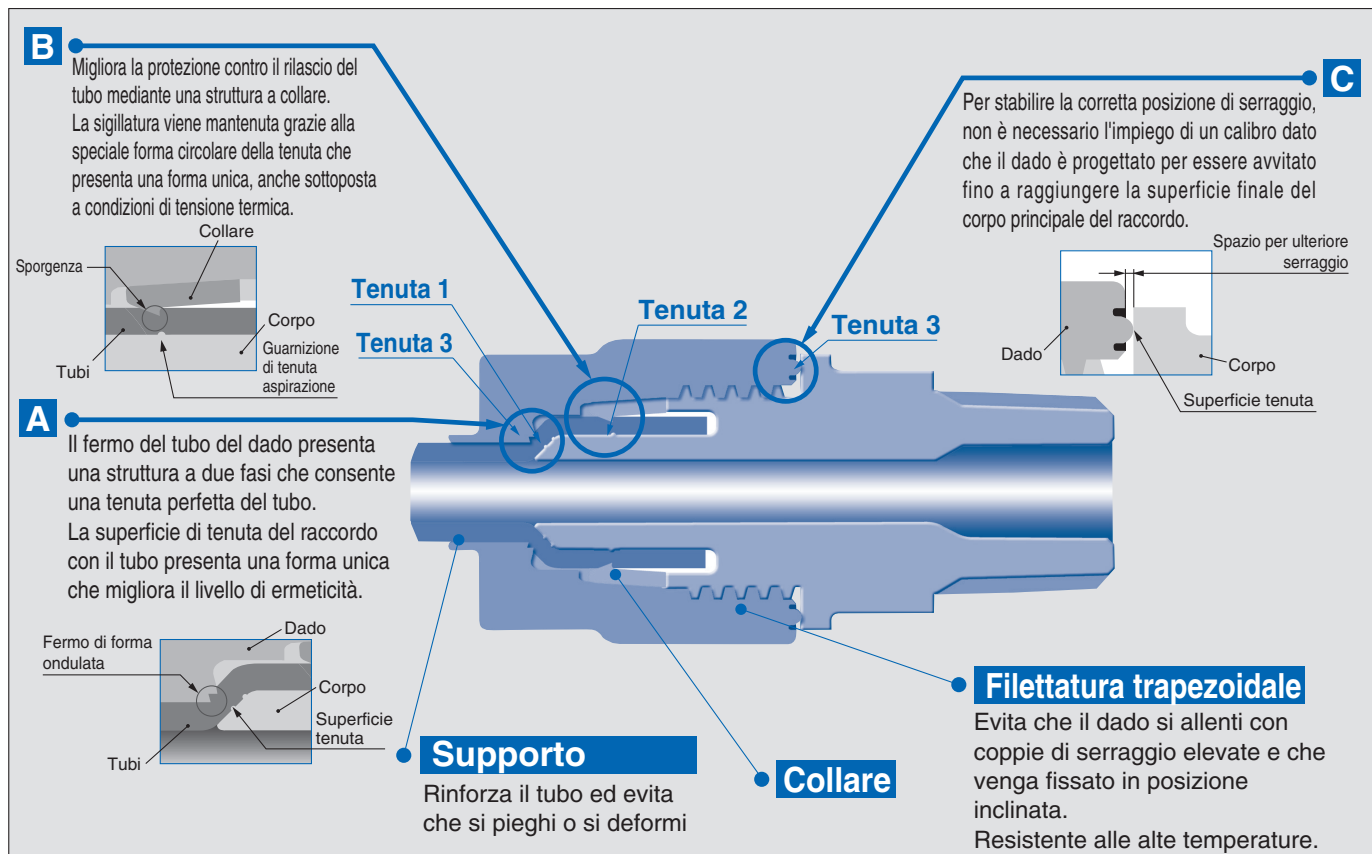 B
Migliora la protezione contro il rilascio del
tubo mediante una struttura a collare.
La sigillatura viene mantenuta grazie alla
speciale forma circolare della tenuta che
presenta una forma unica, anche sottoposta
a condizioni di tensione termica.
Collare
Sporgenza
Corpo
Guarnizione
di tenuta
aspirazione
Tubi
C
Per stabilire la corretta posizione di serraggio,
non è necessario l'impiego di un calibro dato
che il dado è progettato per essere avvitato
fino a raggiungere la superficie finale del
corpo principale del raccordo.
Spazio per ulteriore
serraggio
Dado
Corpo
Superficie tenuta
Tenuta 1
Tenuta 2
Tenuta 3
Tenuta 3
A
Il fermo del tubo del dado presenta
una struttura a due fasi che consente
una tenuta perfetta del tubo.
La superficie di tenuta del raccordo
con il tubo presenta una forma unica
che migliora il livello di ermeticità.
Dado
Fermo di forma
ondulata
Corpo
Superficie
tenuta
Tubi
Supporto
Rinforza il tubo ed evita
che si pieghi o si deformi
Collare
Filettatura trapezoidale
Evita che il dado si allenti con
coppie di serraggio elevate e che
venga fissato in posizione
inclinata.
Resistente alle alte temperature.